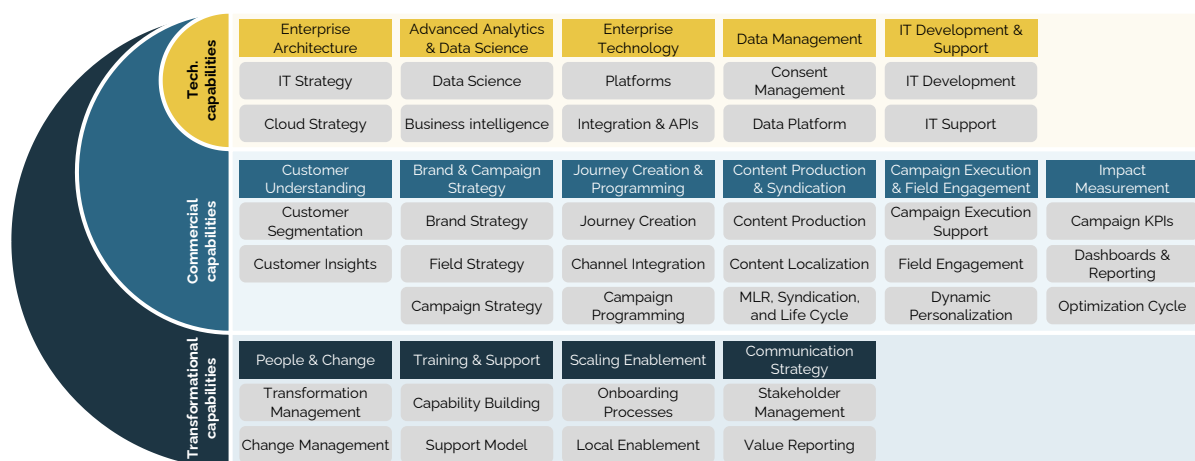 Tech.
capabilities
Enterprise
Architecture
Advanced Analytics
& Data Science
Enterprise
Technology
Data Management
IT Development &
Support
IT Strategy
Data Science
Platforms
Consent
Management
IT Development
Cloud Strategy
Business intelligence
Integration & APIs
Data Platform
IT Support
Commercial
capabilities
Customer
Understanding
Brand & Campaign
Strategy
Journey Creation &
Programming
Content Production
& Syndication
Campaign Execution
& Field Engagement
Impact
Measurement
Customer
Segmentation
Brand Strategy
Journey Creation
Content Production
Campaign Execution
Support
Campaign KPIs
Customer Insights
Field Strategy
Channel Integration
Content Localization
Field Engagement
Dashboards &
Reporting
Campaign Strategy
Campaign
Programming
MLR, Syndication,
and Life Cycle
Dynamic
Personalization
Optimization Cycle
Transformational
capabilities
People & Change
Training & Support
Scaling Enablement
Communication
Strategy
Transformation
Management
Capability Building
Onboarding
Processes
Stakeholder
Management
Change Management
Support Model
Local Enablement
Value Reporting